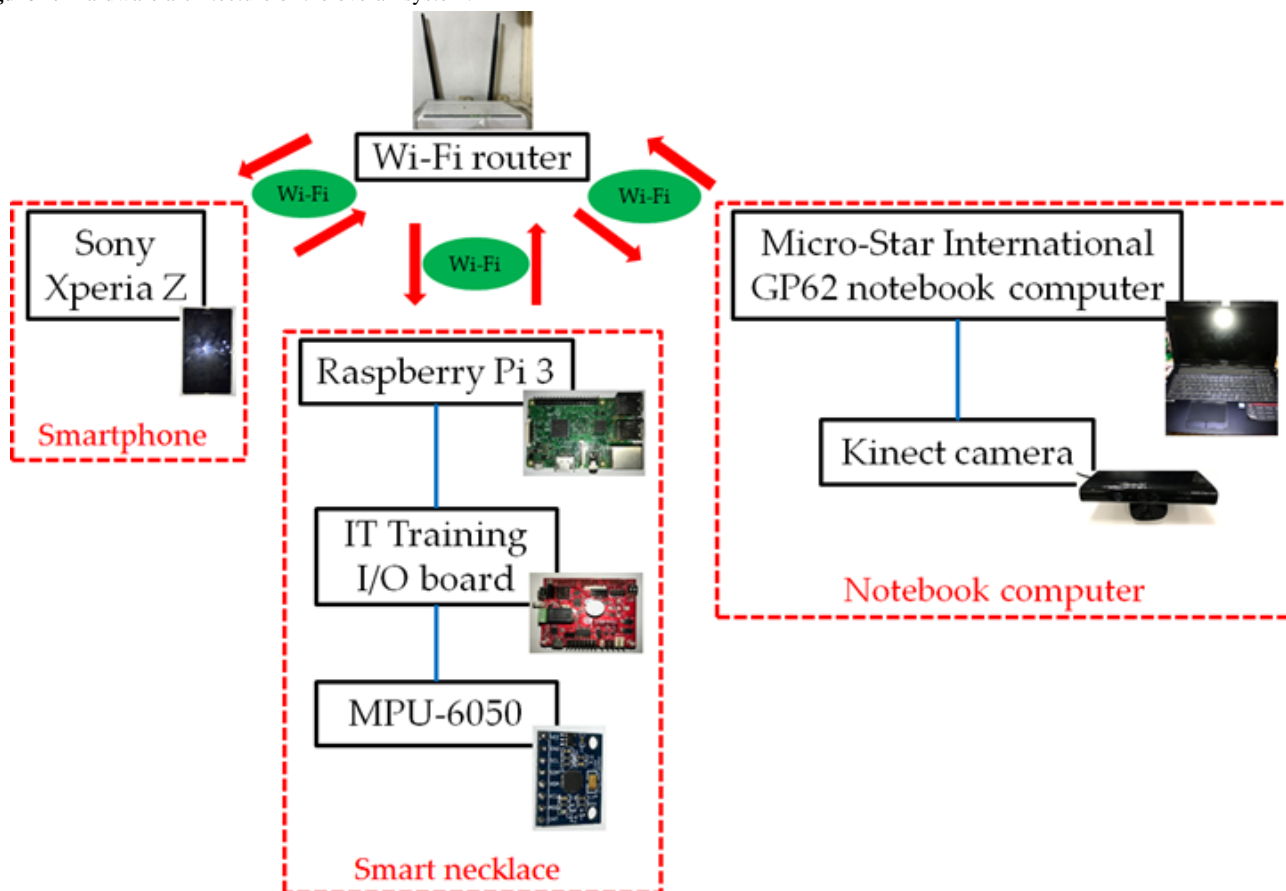 Wi-Fi router
Wi-Fi
Wi-Fi
Wi-Fi
Sony
Xperia Z
Smartphone
Raspberry Pi 3
IT Training
I/O board
MPU-6050
Smart necklace
Micro-Star International
GP62 notebook computer
Kinect camera
Notebook computer